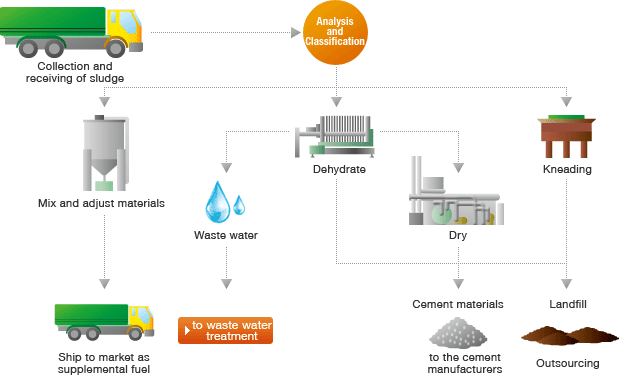 Analysis
and
Classification
Collection and
receiving of sludge
Dehydrate
Kneading
Mix and adjust materials
Waste water
Dry
Cement materials
Landfill
to waste water
treatment
Ship to market as
supplemental fuel
to the cement
manufacturers
Outsourcing